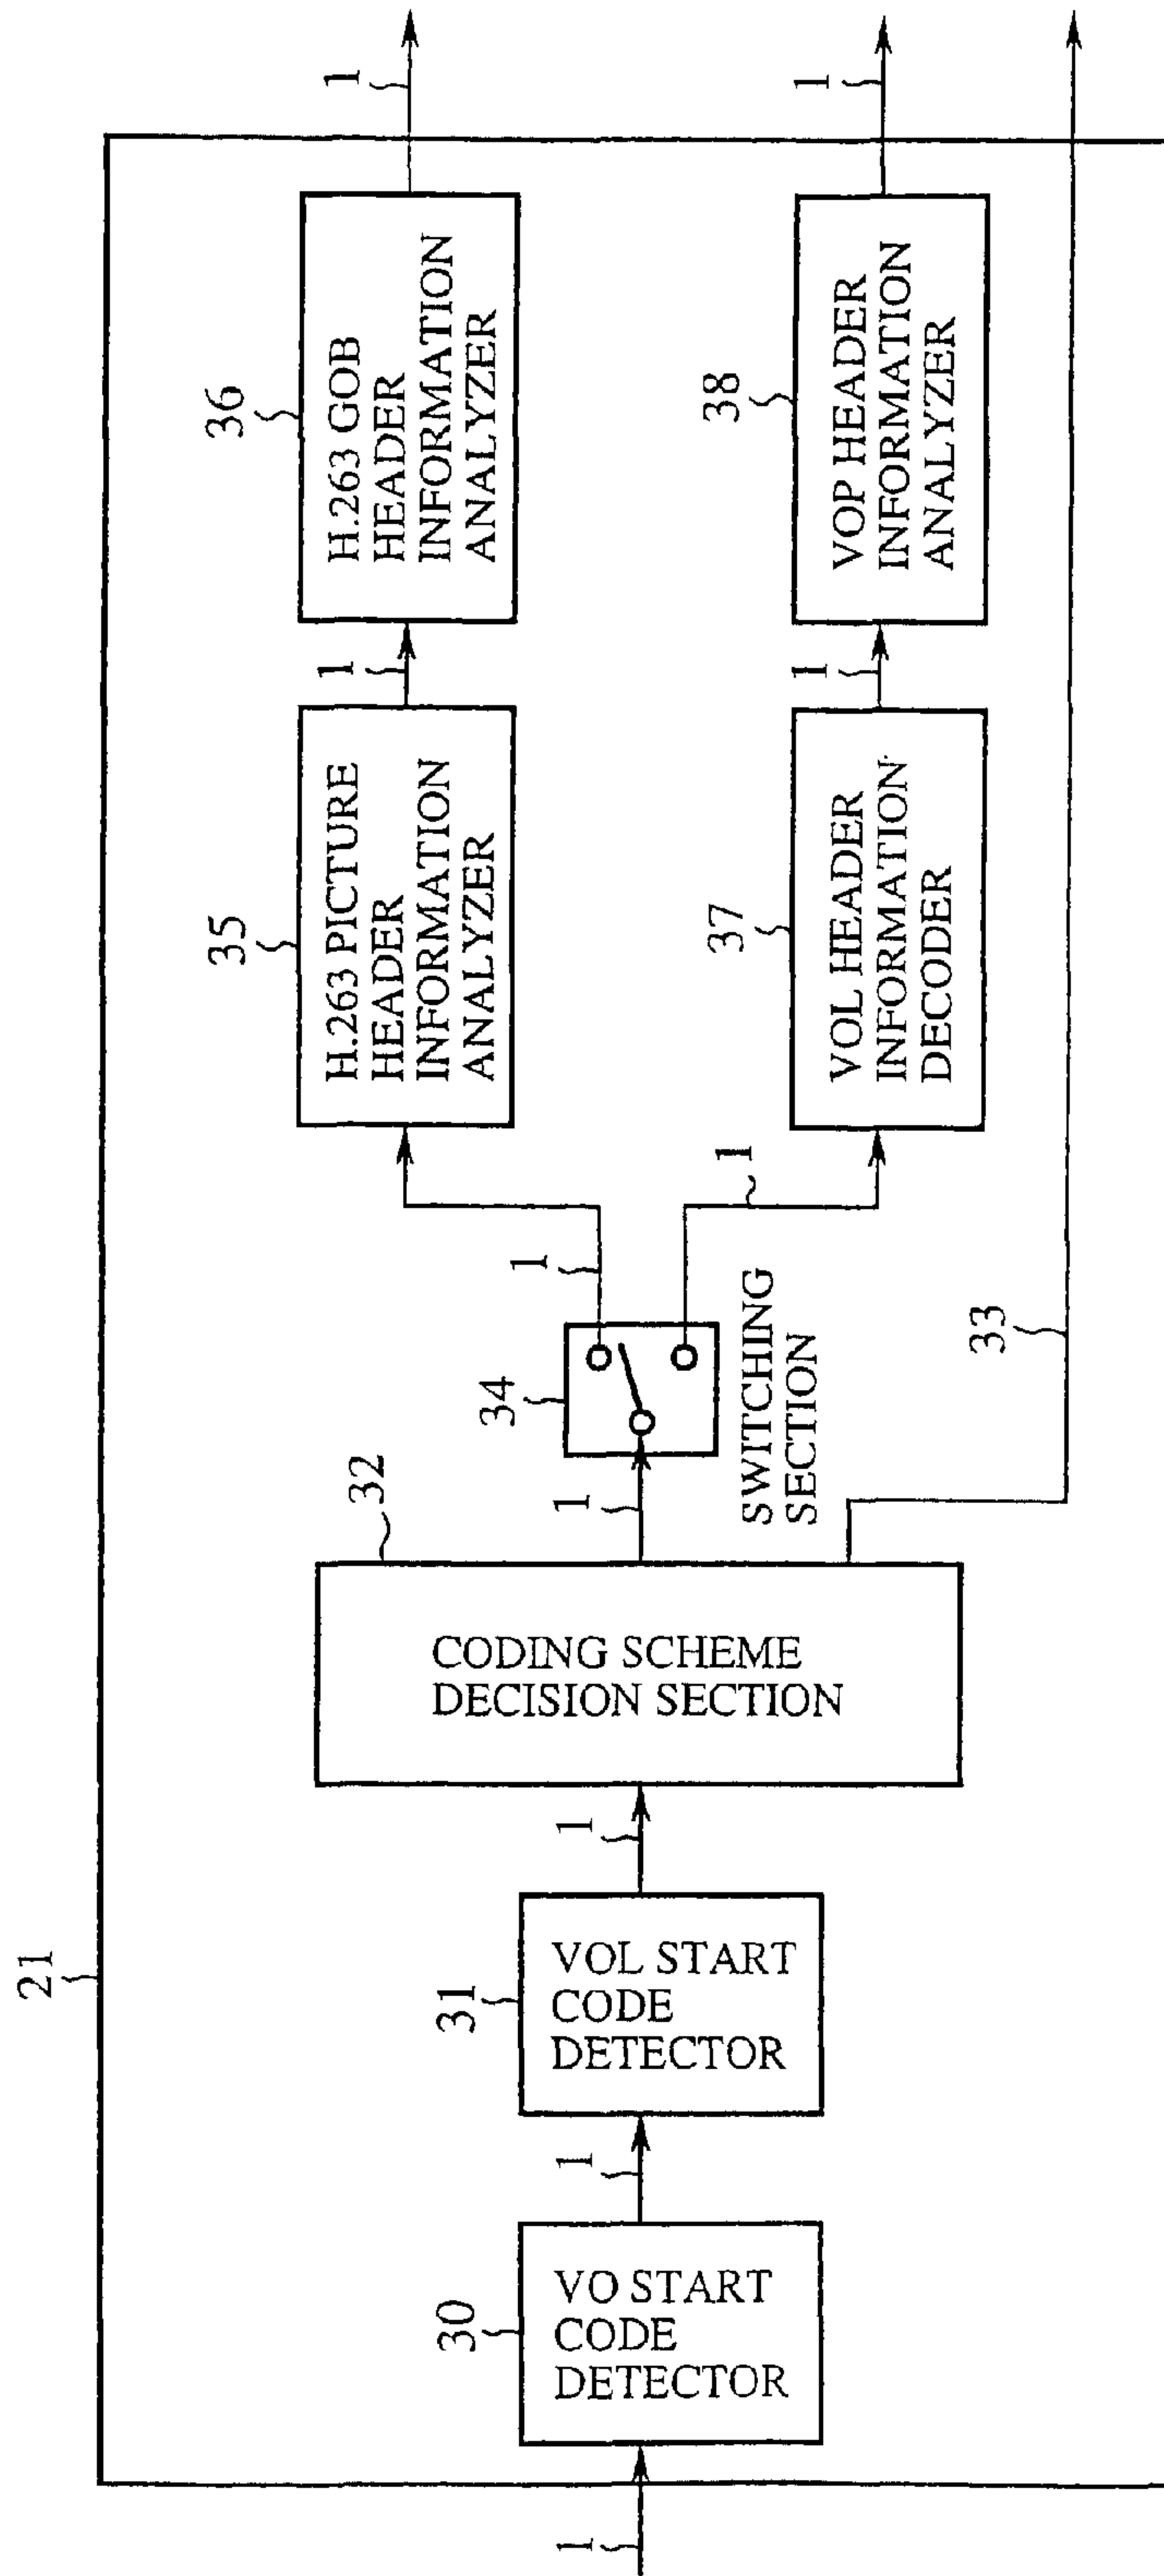 21
1
30
VO START
CODE
DETECTOR
1
31
VOL START
CODE
DETECTOR
1
32
CODING SCHEME
DECISION SECTION
1
34
SWITCHING
SECTION
1
35
H.263 PICTURE
HEADER
INFORMATION
ANALYZER
1
36
H.263 GOB
HEADER
INFORMATION
ANALYZER
1
1
37
VOL HEADER
INFORMATION
DECODER
1
38
VOP HEADER
INFORMATION
ANALYZER
1
33